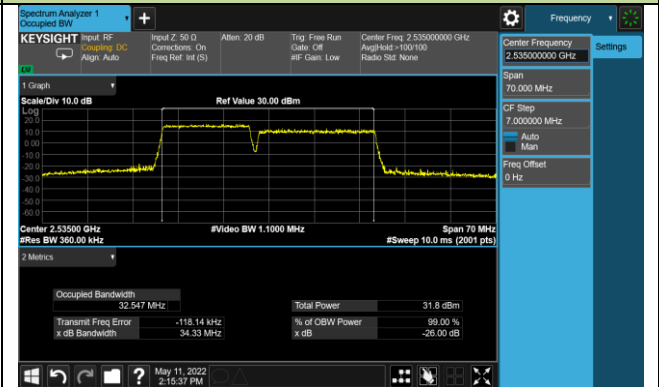 Spectrum Analyzer 1
Occupied BW
Frequency
KEYSIGHT
Input: RF
Coupling: DC
Align: Auto
Input Z: 50 Ω
Corrections: On
Freq Ref: Int (S)
Atten: 20 dB
Trig: Free Run
Gate: Off
#IF Gain: Low
Center Freq: 2.535000000 GHz
Avg|Hold:>100/100
Radio Std: None
1 Graph
Scale/Div 10.0 dB
Ref Value 30.00 dBm
Log
20.0
10.0
0.00
-10.0
-20.0
-30.0
-40.0
-50.0
-60.0
Center 2.53500 GHz
#Video BW 1.1000 MHz
Span 70 MHz
#Res BW 360.00 kHz
#Sweep 10.0 ms (2001 pts)
2 Metrics
Occupied Bandwidth
32.547 MHz
Total Power 31.8 dBm
Transmit Freq Error -118.14 kHz
% of OBW Power 99.00 %
x dB Bandwidth 34.33 MHz
x dB -26.00 dB
Center Frequency
2.535000000 GHz
Settings
Span
70.000 MHz
CF Step
7.000000 MHz
Auto
Man
Freq Offset
0 Hz
?
May 11, 2022
2:15:37 PM